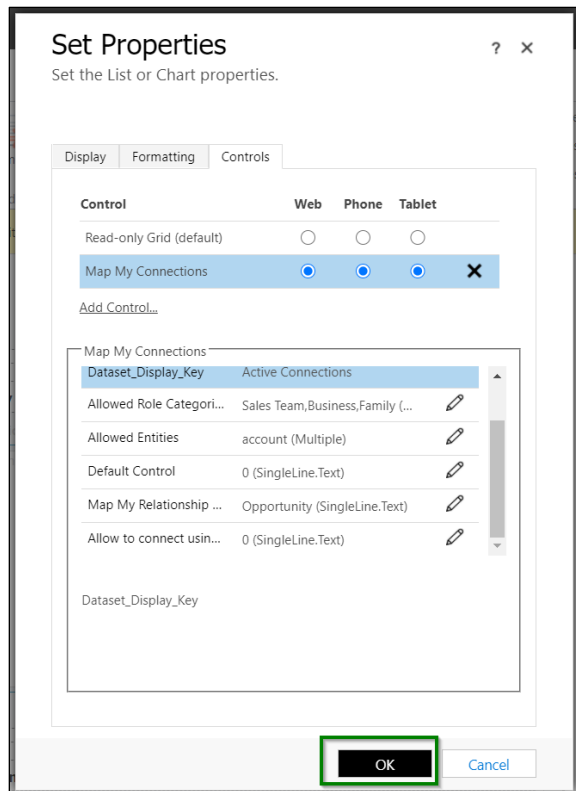 Set Properties
? ×
Set the List or Chart properties.
Display Formatting Controls
Control Web Phone Tablet
Read-only Grid (default)
Map My Connections
Add Control...
Map My Connections
Dataset_Display_Key Active Connections
Allowed Role Categori... Sales Team,Business,Family (...
Allowed Entities account (Multiple)
Default Control 0 (SingleLine.Text)
Map My Relationship ... Opportunity (SingleLine.Text)
Allow to connect usin... 0 (SingleLine.Text)
Dataset_Display_Key
OK Cancel